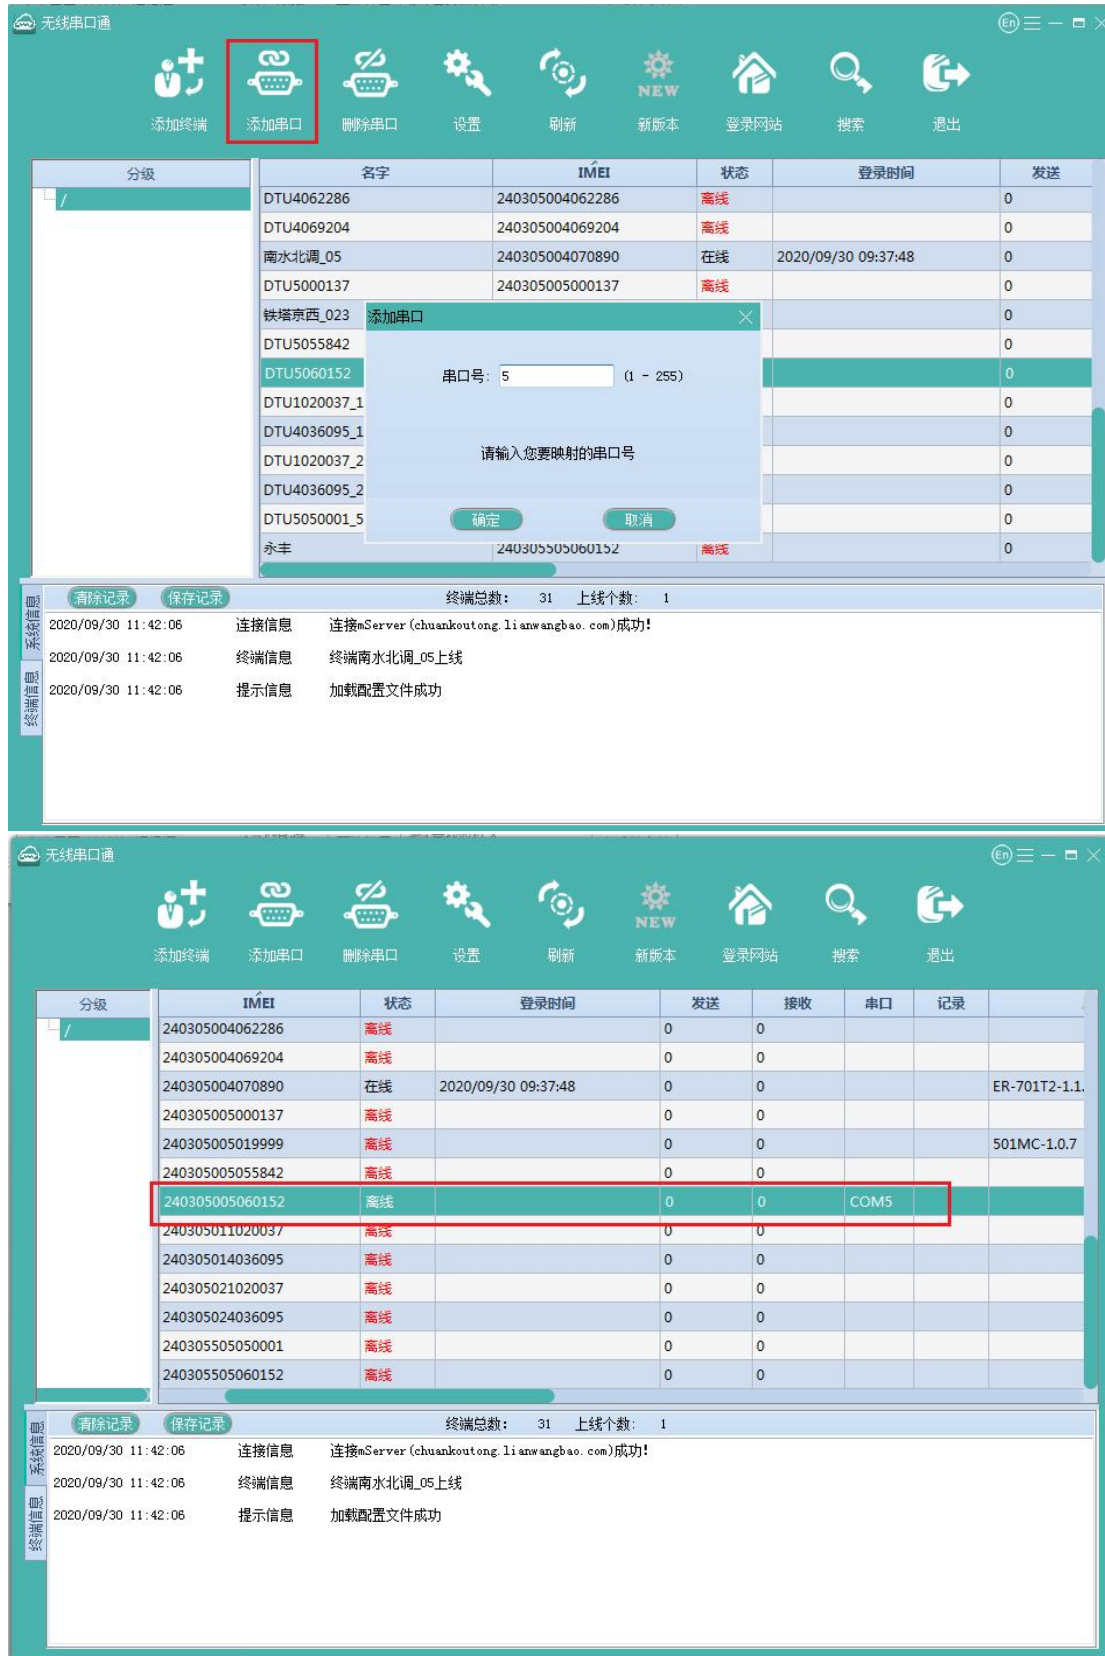 无线串口通 En
添加终端 添加串口 删除串口 设置 刷新 NEW 新版本 登录网站 搜索 退出
分级 名字 IMEI 状态 登录时间 发送
/
DTU4062286 240305004062286 离线 0
DTU4069204 240305004069204 离线 0
南水北调_05 240305004070890 在线 2020/09/30 09:37:48 0
DTU5000137 240305005000137 离线 0
铁塔京西_023 0
DTU5055842 0
DTU5060152 0
DTU1020037_1 0
DTU4036095_1 0
DTU1020037_2 0
DTU4036095_2 0
DTU5050001_5 0
永丰 240305505060152 离线 0
添加串口
串口号: 5 (1 - 255)
请输入您要映射的串口号
确定 取消
系统信息
终端信息
清除记录 保存记录 终端总数: 31 上线个数: 1
2020/09/30 11:42:06 连接信息 连接mServer(chuankoutong.lianwangbao.com)成功!
2020/09/30 11:42:06 终端信息 终端南水北调_05上线
2020/09/30 11:42:06 提示信息 加载配置文件成功
无线串口通 En
添加终端 添加串口 删除串口 设置 刷新 NEW 新版本 登录网站 搜索 退出
分级 IMEI 状态 登录时间 发送 接收 串口 记录
/
240305004062286 离线 0 0
240305004069204 离线 0 0
240305004070890 在线 2020/09/30 09:37:48 0 0 ER-701T2-1.1.
240305005000137 离线 0 0
240305005019999 离线 0 0 501MC-1.0.7
240305005055842 离线 0 0
240305005060152 离线 0 0 COM5
240305011020037 离线 0 0
240305014036095 离线 0 0
240305021020037 离线 0 0
240305024036095 离线 0 0
240305505050001 离线 0 0
240305505060152 离线 0 0
系统信息
终端信息
清除记录 保存记录 终端总数: 31 上线个数: 1
2020/09/30 11:42:06 连接信息 连接mServer(chuankoutong.lianwangbao.com)成功!
2020/09/30 11:42:06 终端信息 终端南水北调_05上线
2020/09/30 11:42:06 提示信息 加载配置文件成功